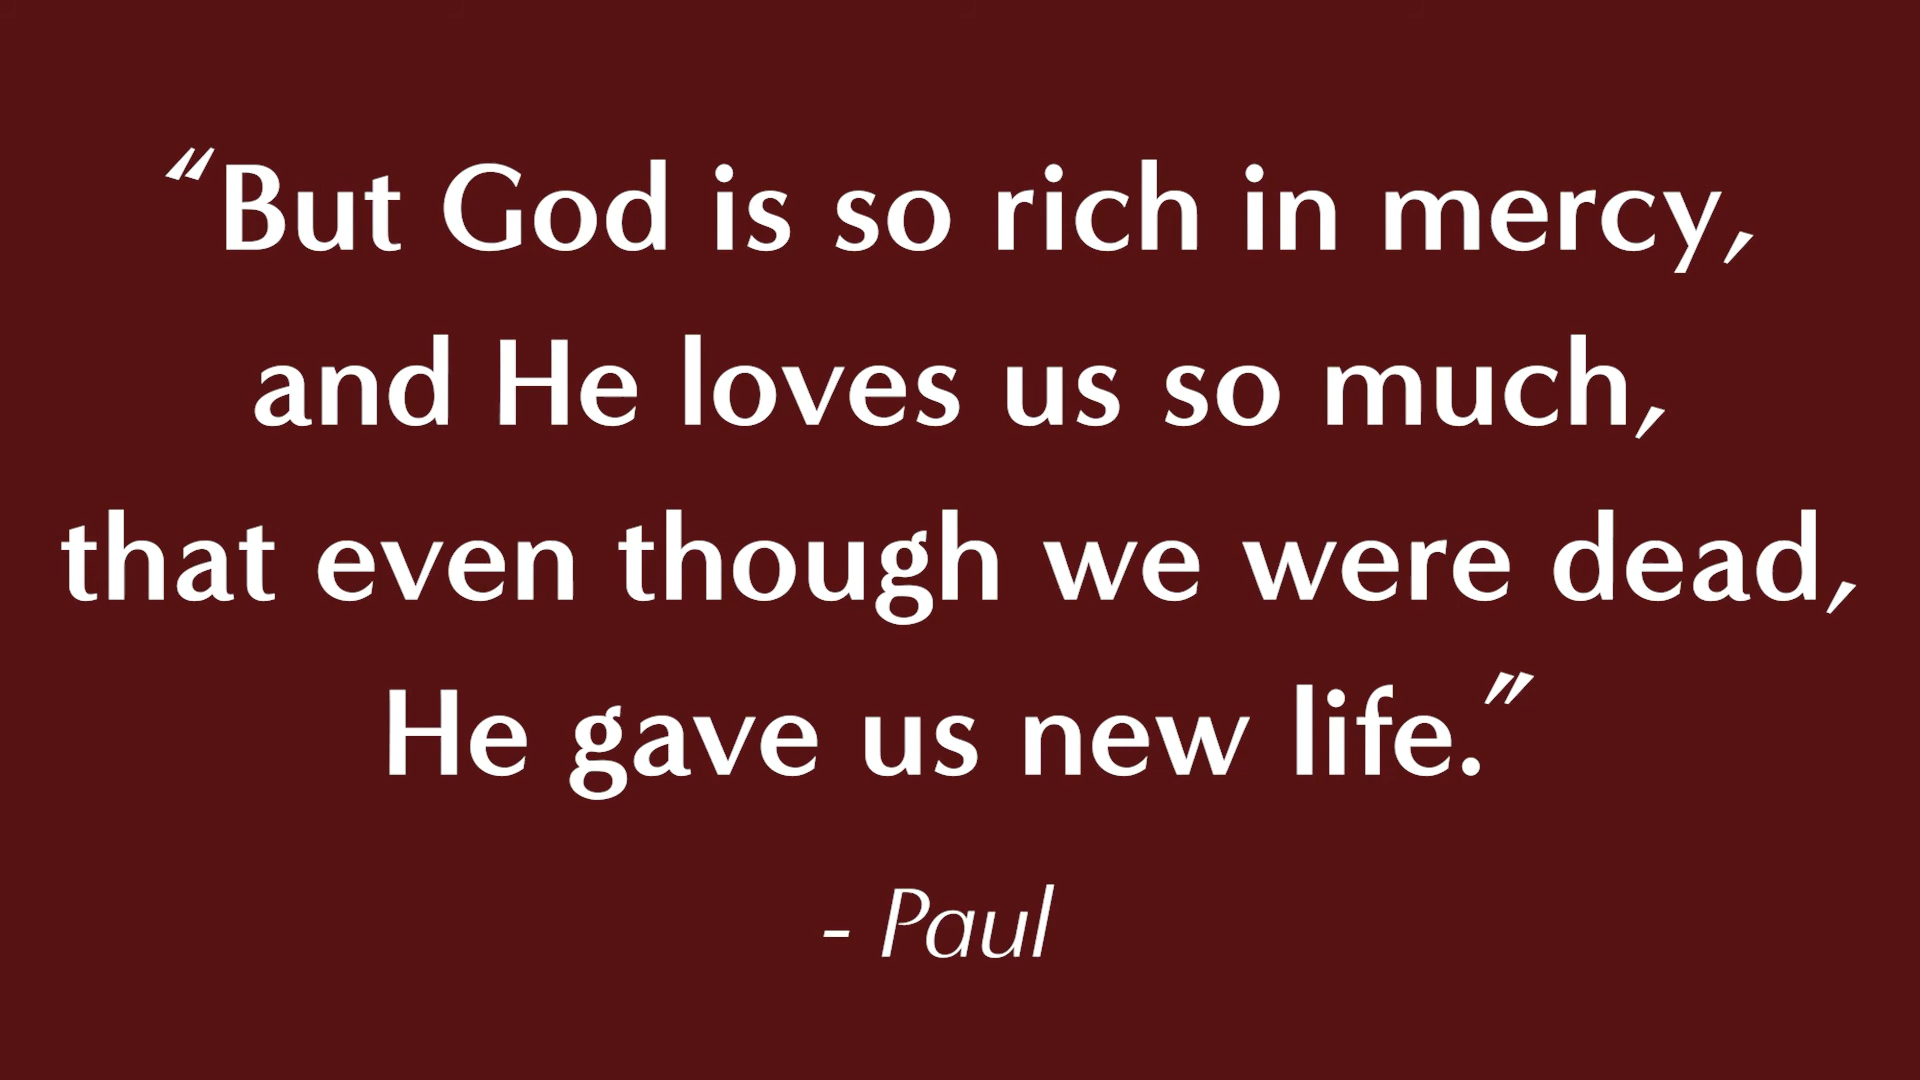 “But God is so rich in mercy,
and He loves us so much,
that even though we were dead,
He gave us new life.”
- Paul